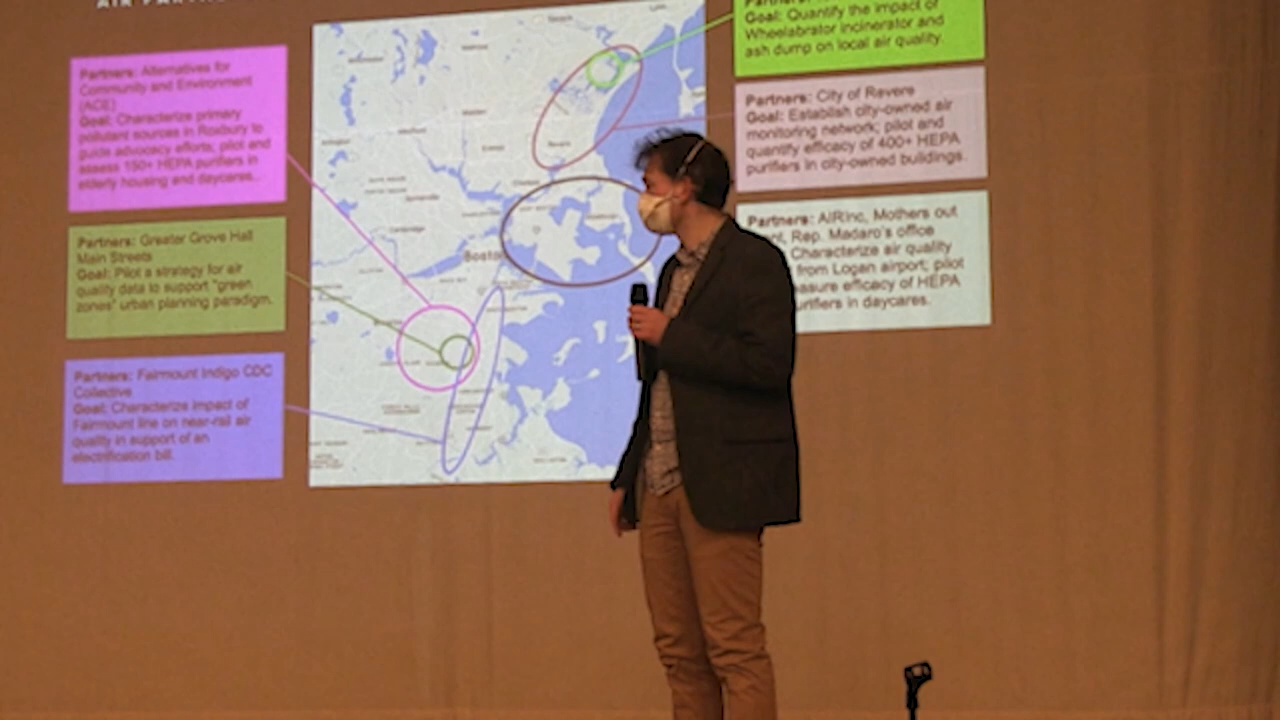 AIR PARTN
Partners: Alternatives for
Community and Environment
(ACE)
Goal: Characterize primary
pollutant sources in Roxbury to
guide advocacy efforts; pilot and
assess 150+ HEPA purifiers in
elderly housing and daycares.
Partners: Greater Grove Hall
Main Streets
Goal: Pilot a strategy for air
quality data to support "green
zones" urban planning paradigm.
Partners: Fairmount Indigo CDC
Collective
Goal: Characterize impact of
Fairmount line on near-rail air
quality in support of an
electrification bill.
Boston
Goal: Quantify the impact of
Wheelabrator incinerator and
ash dump on local air quality.
Partners: City of Revere
Goal: Establish city-owned air
monitoring network; pilot and
quantify efficacy of 400+ HEPA
purifiers in city-owned buildings.
Partners: AIRInc, Mothers out
Rep. Madaro's office
Characterize air quality
from Logan airport; pilot
asure efficacy of HEPA
urifiers in daycares.